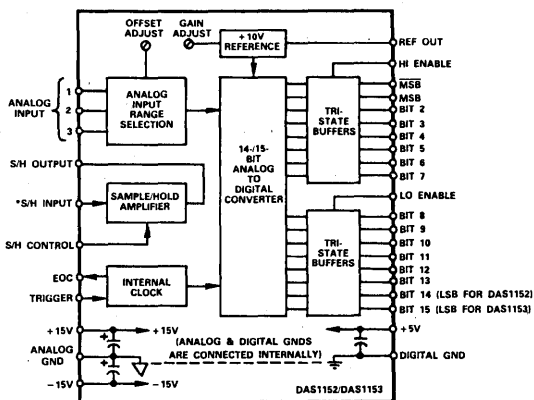 OFFSET
ADJUST
GAIN
ADJUST
+10V
REFERENCE
REF OUT
HI ENABLE
ANALOG
INPUT
1
2
3
ANALOG
INPUT
RANGE
SELECTION
14-/15-
BIT
ANALOG
TO
DIGITAL
CONVERTER
TRI-
STATE
BUFFERS
MSB
MSB
BIT 2
BIT 3
BIT 4
BIT 5
BIT 6
BIT 7
S/H OUTPUT
*S/H INPUT
SAMPLE/HOLD
AMPLIFIER
S/H CONTROL
LO ENABLE
TRI-
STATE
BUFFERS
BIT 8
BIT 9
BIT 10
BIT 11
BIT 12
BIT 13
BIT 14 (LSB FOR DAS1152)
BIT 15 (LSB FOR DAS1153)
EOC
TRIGGER
INTERNAL
CLOCK
+15V
+15V
ANALOG
GND
-15V
-15V
(ANALOG & DIGITAL GNDS
ARE CONNECTED INTERNALLY)
+5V
DIGITAL GND
DAS1152/DAS1153